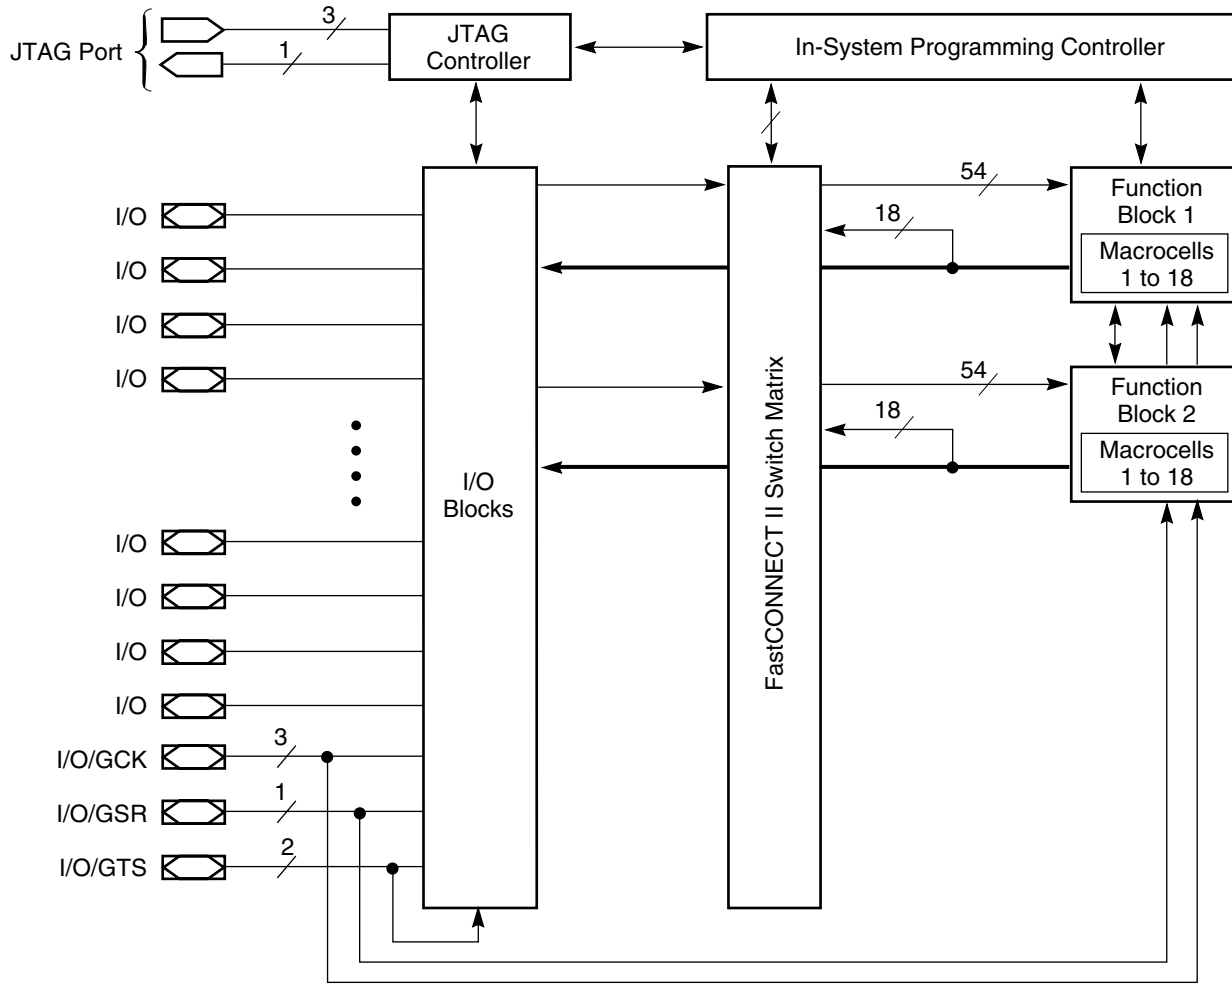 3
JTAG Port
1
JTAG
Controller
In-System Programming Controller
I/O
I/O
I/O
I/O
I/O
I/O
I/O
I/O
I/O/GCK
3
I/O/GSR
1
I/O/GTS
2
I/O
Blocks
FastCONNECT II Switch Matrix
54
18
Function
Block 1
Macrocells
1 to 18
54
18
Function
Block 2
Macrocells
1 to 18